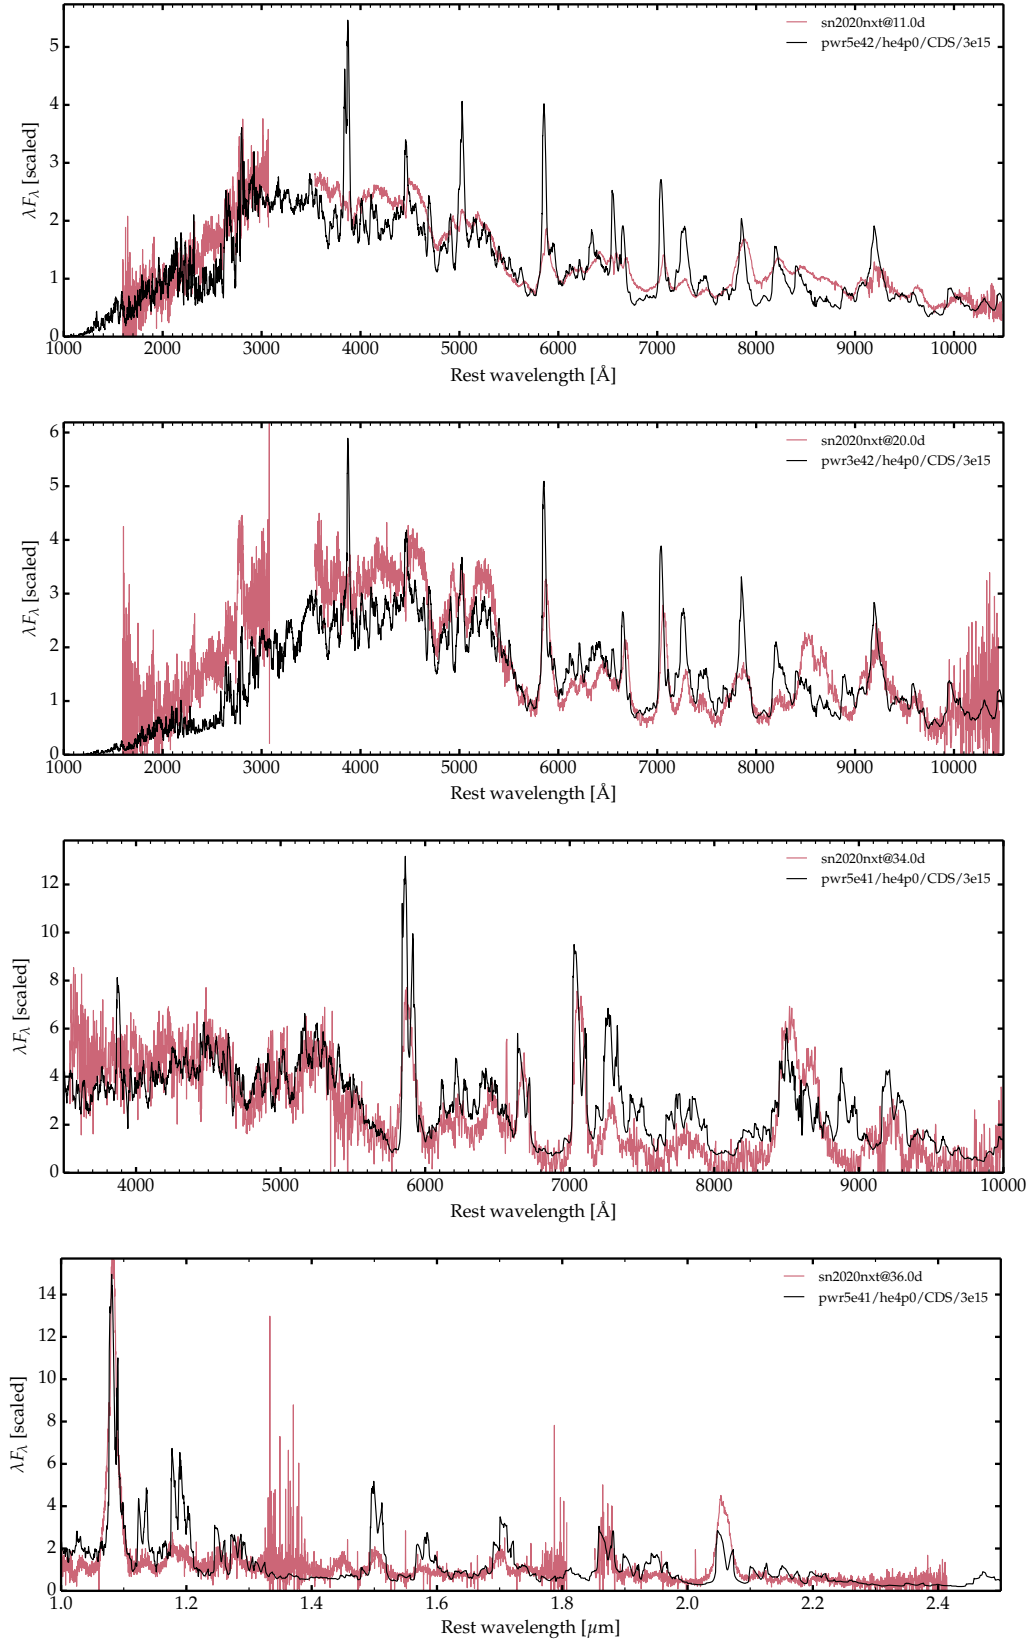 sn2020nxt@11.0d
pwr5e42/he4p0/CDS/3e15
λFλ [scaled]
5
4
3
2
1
0
1000 2000 3000 4000 5000 6000 7000 8000 9000 10000
Rest wavelength [Å]
sn2020nxt@20.0d
pwr3e42/he4p0/CDS/3e15
λFλ [scaled]
6
5
4
3
2
1
0
1000 2000 3000 4000 5000 6000 7000 8000 9000 10000
Rest wavelength [Å]
sn2020nxt@34.0d
pwr5e41/he4p0/CDS/3e15
λFλ [scaled]
12
10
8
6
4
2
0
4000 5000 6000 7000 8000 9000 10000
Rest wavelength [Å]
sn2020nxt@36.0d
pwr5e41/he4p0/CDS/3e15
λFλ [scaled]
14
12
10
8
6
4
2
0
1.0 1.2 1.4 1.6 1.8 2.0 2.2 2.4
Rest wavelength [μm]